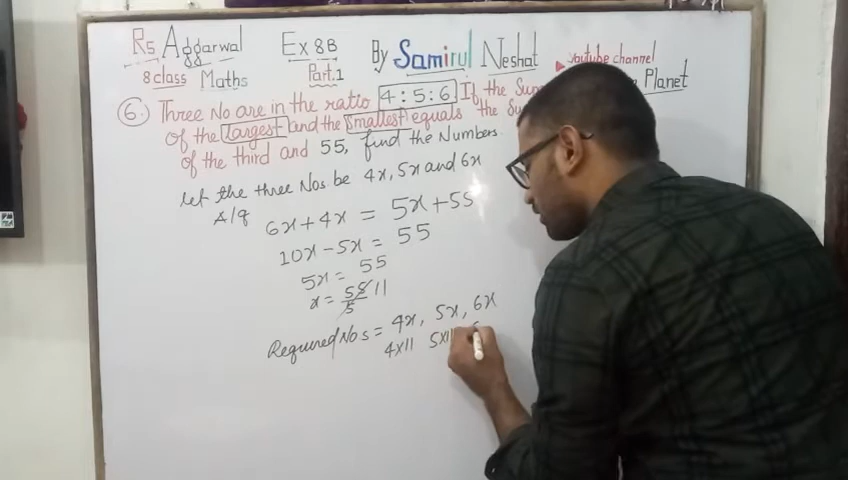 Rs Aggarwal Ex 8B By Samirul Neshat youtube channel
8class Maths Part.1 Planet
6. Three No are in the ratio 4:5:6 If the Sum
of the largest and the smallest equals the Su
of the third and 55, find the Numbers.
let the three Nos. be 4x, 5x and 6x
A/q
6x+4x = 5x+55
10x-5x = 55
5x = 55
x = 55/5 11
Required Nos = 4x, 5x, 6x
4x11 5x11